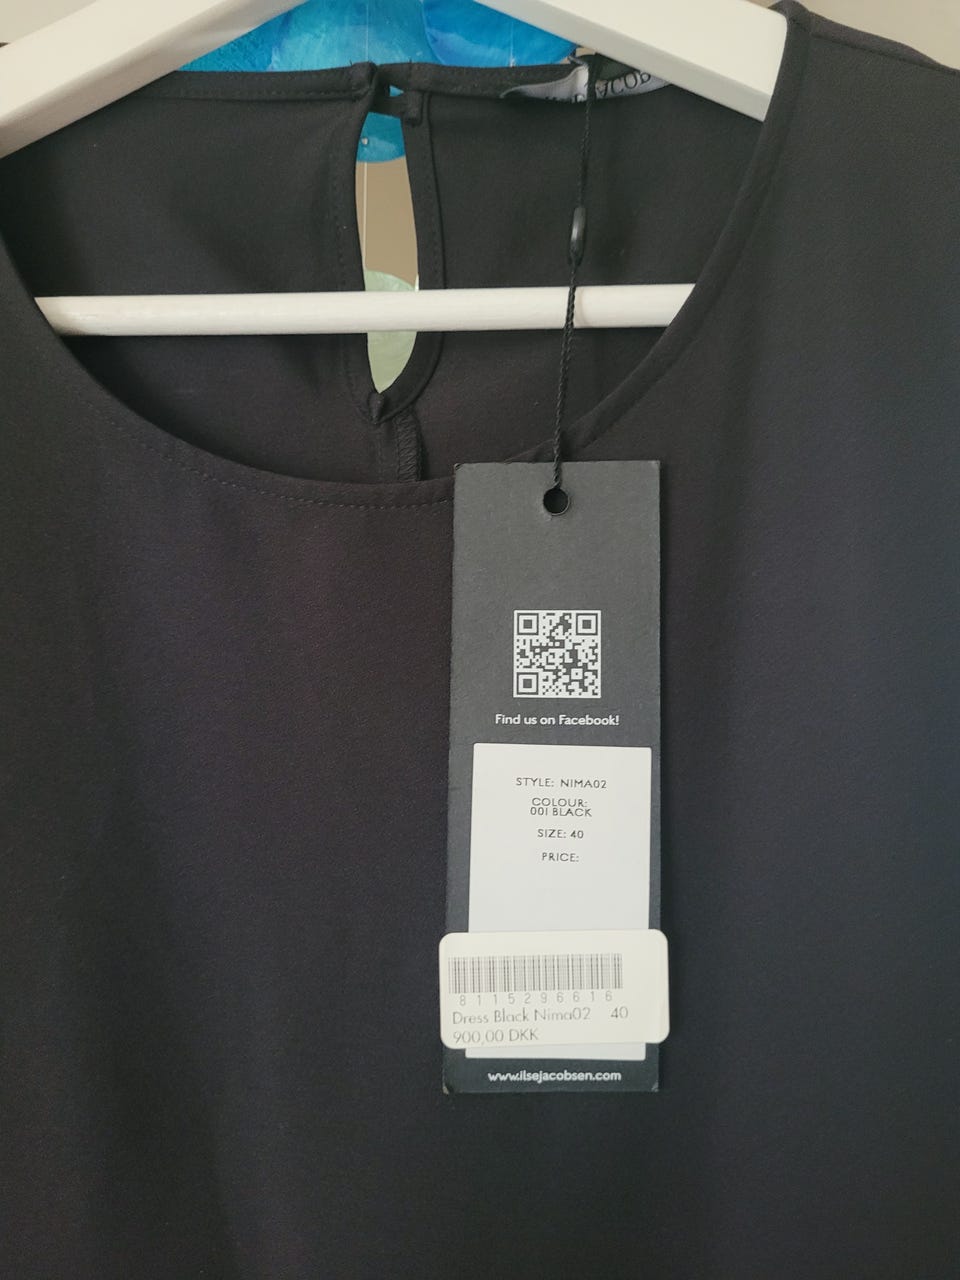 JACOB
Find us on Facebook!
STYLE: NIMA02
COLOUR:
001 BLACK
SIZE: 40
PRICE:
8115296616
Dress Black Nima02 40
900,00 DKK
www.ilsejacobsen.com